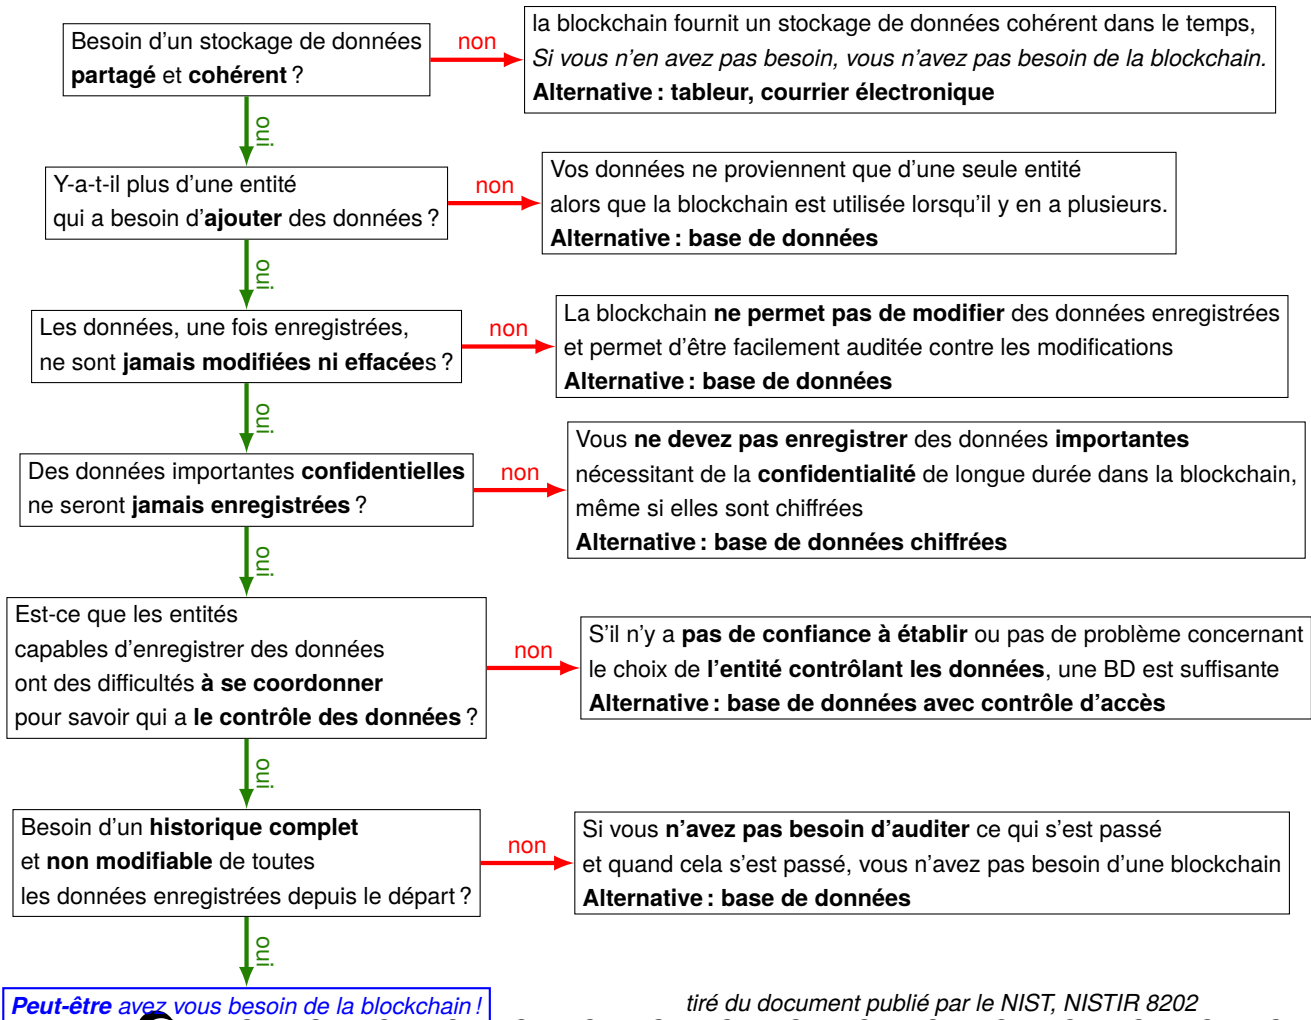 Besoin d'un stockage de données
partagé et cohérent ?
non
la blockchain fournit un stockage de données cohérent dans le temps,
Si vous n'en avez pas besoin, vous n'avez pas besoin de la blockchain.
Alternative : tableur, courrier électronique
oui
Y-a-t-il plus d'une entité
qui a besoin d'ajouter des données ?
non
Vos données ne proviennent que d'une seule entité
alors que la blockchain est utilisée lorsqu'il y en a plusieurs.
Alternative : base de données
oui
Les données, une fois enregistrées,
ne sont jamais modifiées ni effacées ?
non
La blockchain ne permet pas de modifier des données enregistrées
et permet d'être facilement auditée contre les modifications
Alternative : base de données
oui
Des données importantes confidentielles
ne seront jamais enregistrées ?
non
Vous ne devez pas enregistrer des données importantes
nécessitant de la confidentialité de longue durée dans la blockchain,
même si elles sont chiffrées
Alternative : base de données chiffrées
oui
Est-ce que les entités
capables d'enregistrer des données
ont des difficultés à se coordonner
pour savoir qui a le contrôle des données ?
non
S'il n'y a pas de confiance à établir ou pas de problème concernant
le choix de l'entité contrôlant les données, une BD est suffisante
Alternative : base de données avec contrôle d'accès
oui
Besoin d'un historique complet
et non modifiable de toutes
les données enregistrées depuis le départ ?
non
Si vous n'avez pas besoin d'auditer ce qui s'est passé
et quand cela s'est passé, vous n'avez pas besoin d'une blockchain
Alternative : base de données
oui
Peut-être avez vous besoin de la blockchain !
tiré du document publié par le NIST, NISTIR 8202